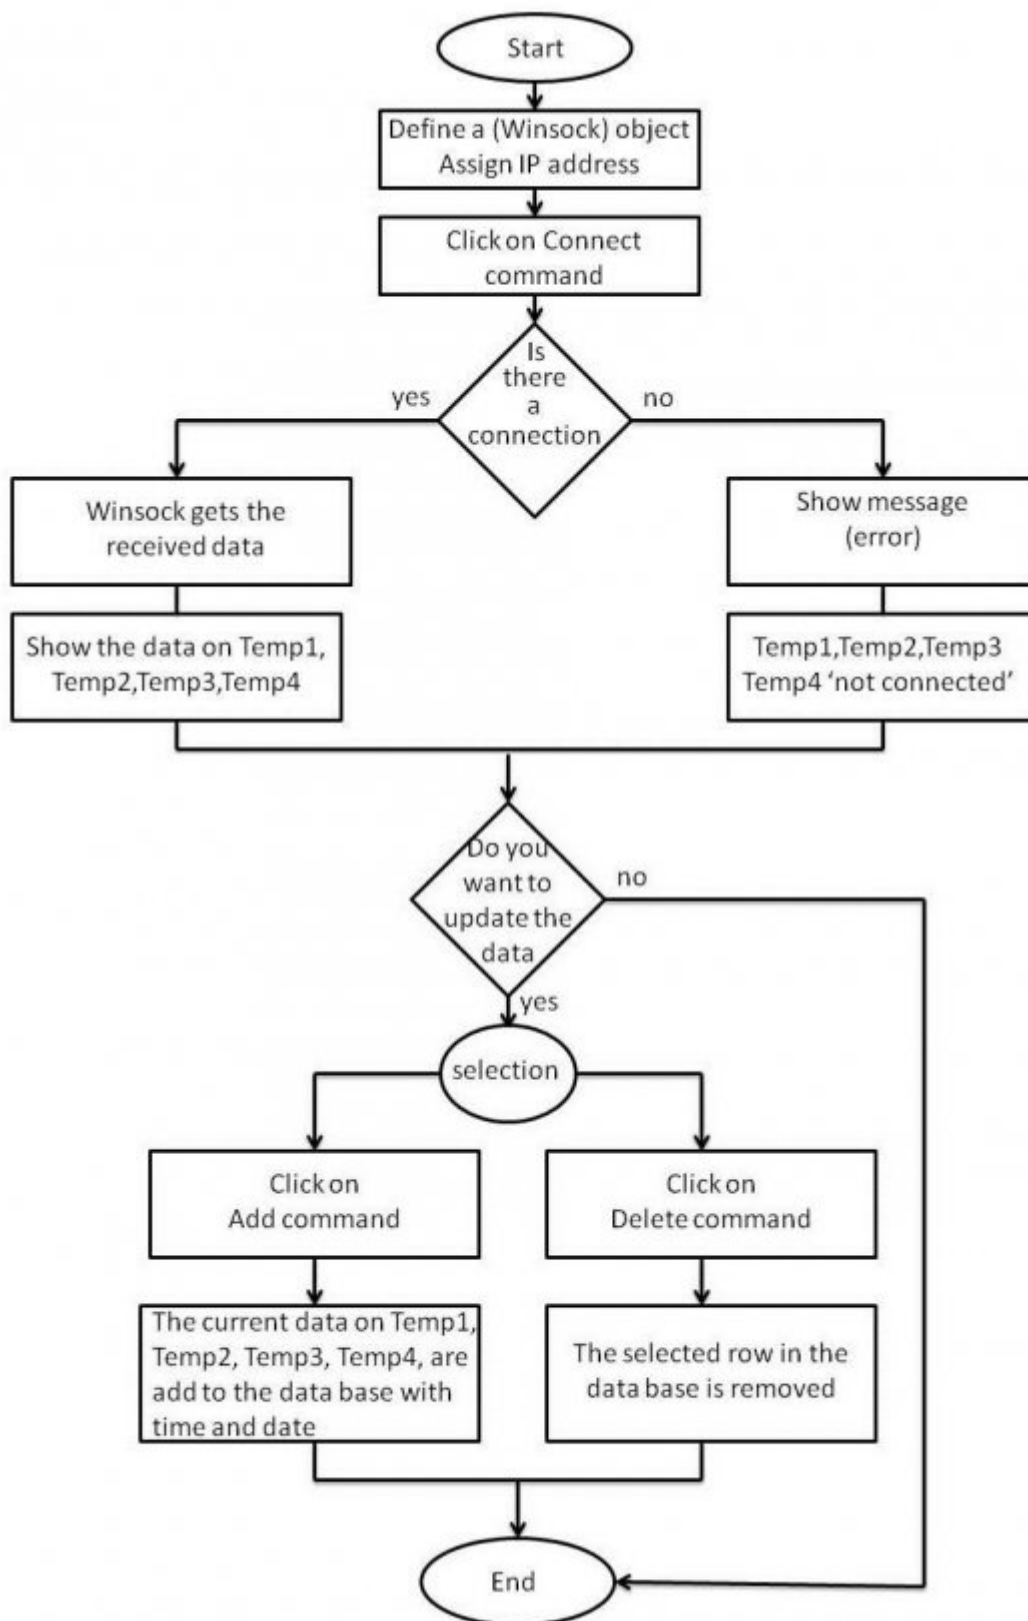 Start
Define a (Winsock) object
Assign IP address
Click on Connect
command
Is
there
a
connection
yes
no
Winsock gets the
received data
Show message
(error)
Show the data on Temp1,
Temp2,Temp3,Temp4
Temp1,Temp2,Temp3
Temp4 ‘not connected’
Do you
want to
update the
data
no
yes
selection
Click on
Add command
Click on
Delete command
The current data on Temp1,
Temp2, Temp3, Temp4, are
add to the data base with
time and date
The selected row in the
data base is removed
End